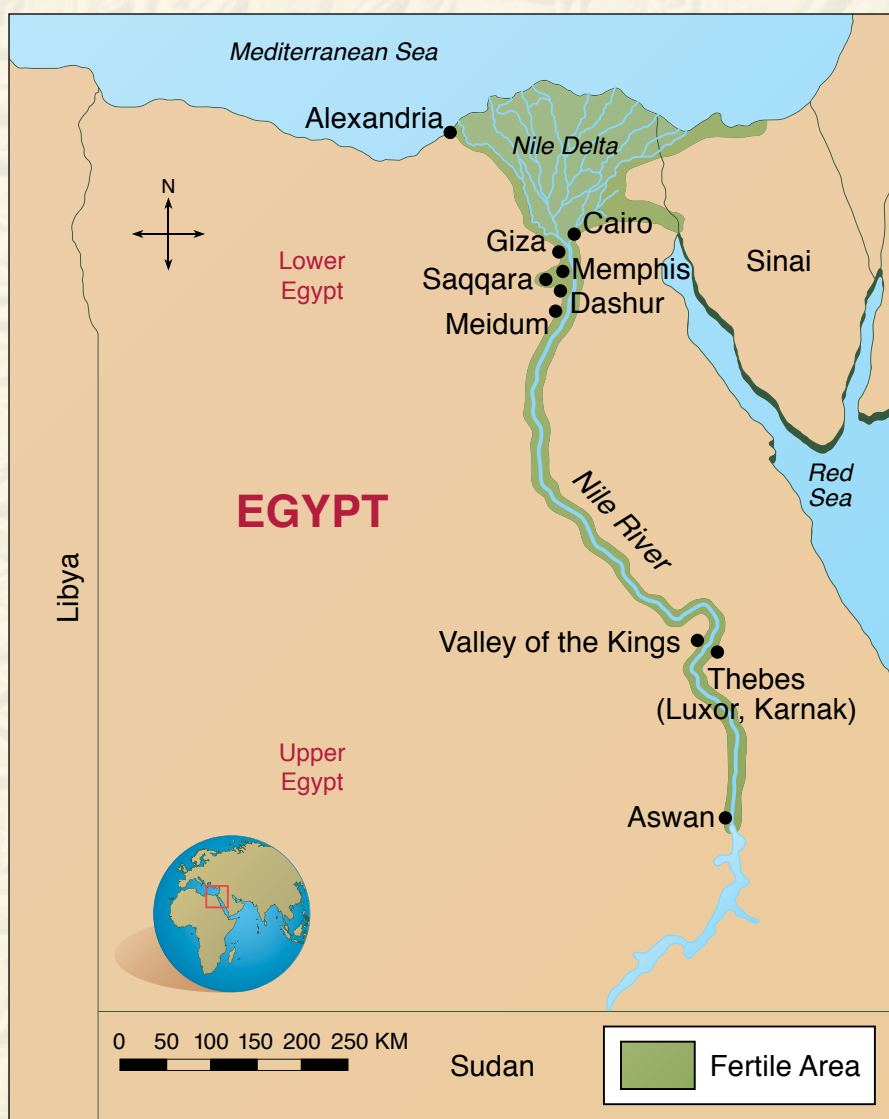 Mediterranean Sea
Alexandria
Nile Delta
N
Cairo
Giza
Lower
Egypt
Memphis
Sinai
Saqqara
Dashur
Meidum
Red
Sea
EGYPT
Nile River
Libya
Valley of the Kings
Thebes
(Luxor, Karnak)
Upper
Egypt
Aswan
0 50 100 150 200 250 KM
Sudan
Fertile Area